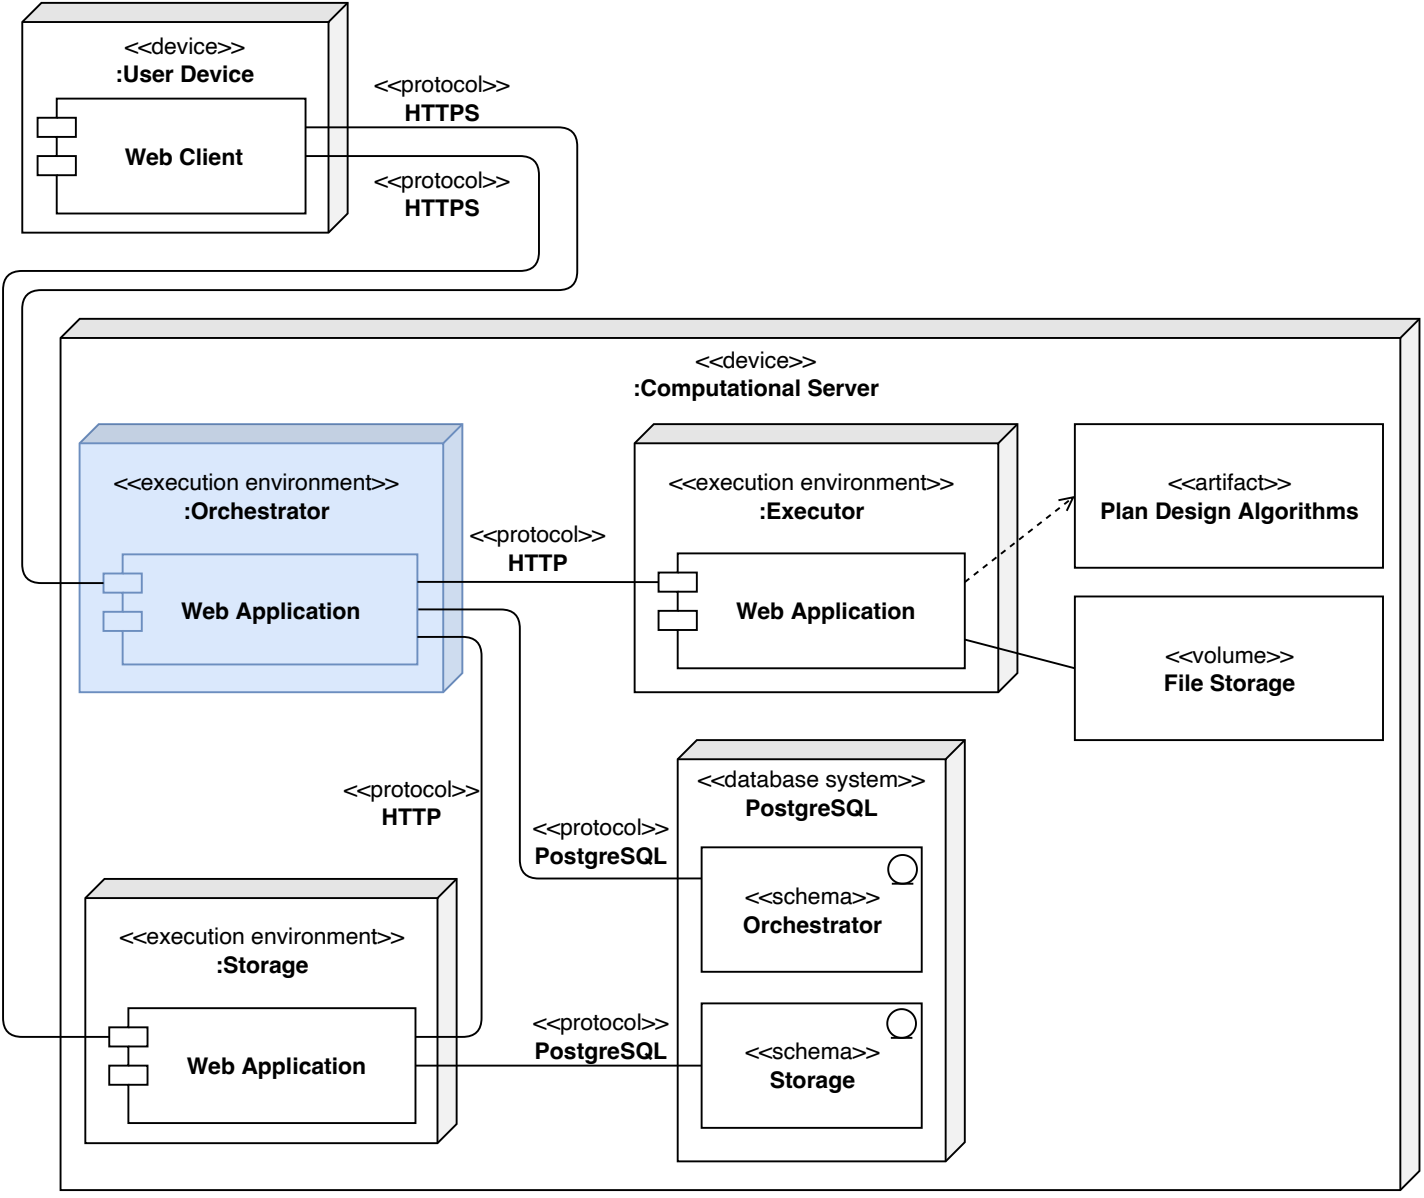 <<device>>
:User Device
Web Client
<<protocol>>
HTTPS
<<protocol>>
HTTPS
<<device>>
:Computational Server
<<execution environment>>
:Orchestrator
Web Application
<<protocol>>
HTTP
<<execution environment>>
:Executor
Web Application
<<artifact>>
Plan Design Algorithms
<<volume>>
File Storage
<<protocol>>
HTTP
<<protocol>>
PostgreSQL
<<database system>>
PostgreSQL
<<schema>>
Orchestrator
<<execution environment>>
:Storage
Web Application
<<protocol>>
PostgreSQL
<<schema>>
Storage